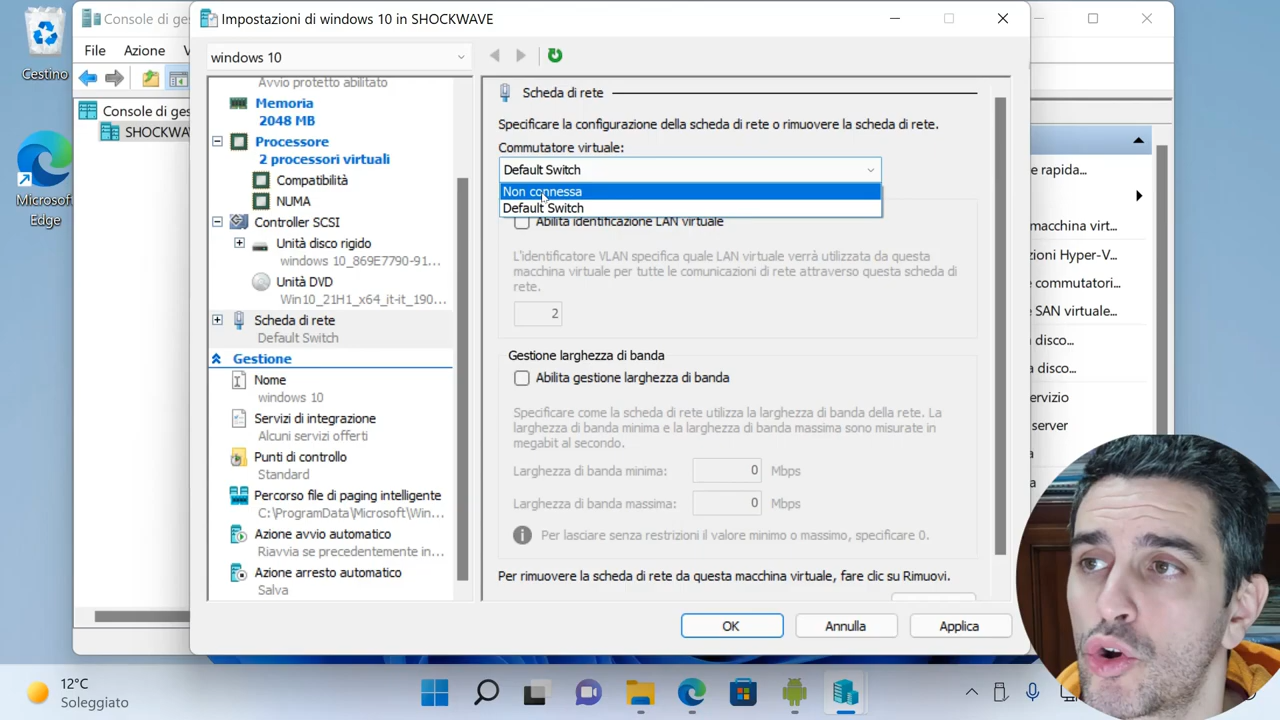 Cestino
Microsoft
Edge
Console di ge
File
Azione
Console di ges
SHOCKWA
Impostazioni di windows 10 in SHOCKWAVE
windows 10
Avvio protetto abilitato
Memoria
2048 MB
Processore
2 processori virtuali
Compatibilità
NUMA
Controller SCSI
Unità disco rigido
windows 10_869E7790-91...
Unità DVD
Win10_21H1_x64_it-it_190...
Scheda di rete
Default Switch
Gestione
Nome
windows 10
Servizi di integrazione
Alcuni servizi offerti
Punti di controllo
Standard
Percorso file di paging intelligente
C:\ProgramData\Microsoft\Win...
Azione avvio automatico
Riavvia se precedentemente in...
Azione arresto automatico
Salva
Scheda di rete
Specificare la configurazione della scheda di rete o rimuovere la scheda di rete.
Commutatore virtuale:
Default Switch
Non connessa
Default Switch
Abilita identificazione LAN virtuale
L'identificatore VLAN specifica quale LAN virtuale verrà utilizzata da questa
macchina virtuale per tutte le comunicazioni di rete attraverso questa scheda di
rete.
2
Gestione larghezza di banda
Abilita gestione larghezza di banda
Specificare come la scheda di rete utilizza la larghezza di banda della rete. La
larghezza di banda minima e la larghezza di banda massima sono misurate in
megabit al secondo.
Larghezza di banda minima: 0 Mbps
Larghezza di banda massima: 0 Mbps
Per lasciare senza restrizioni il valore minimo o massimo, specificare 0.
Per rimuovere la scheda di rete da questa macchina virtuale, fare clic su Rimuovi.
OK
Annulla
Applica
e rapida...
macchina virt...
zioni Hyper-V...
e commutatori...
e SAN virtuale...
disco...
disco...
ervizio
server
12°C
Soleggiato